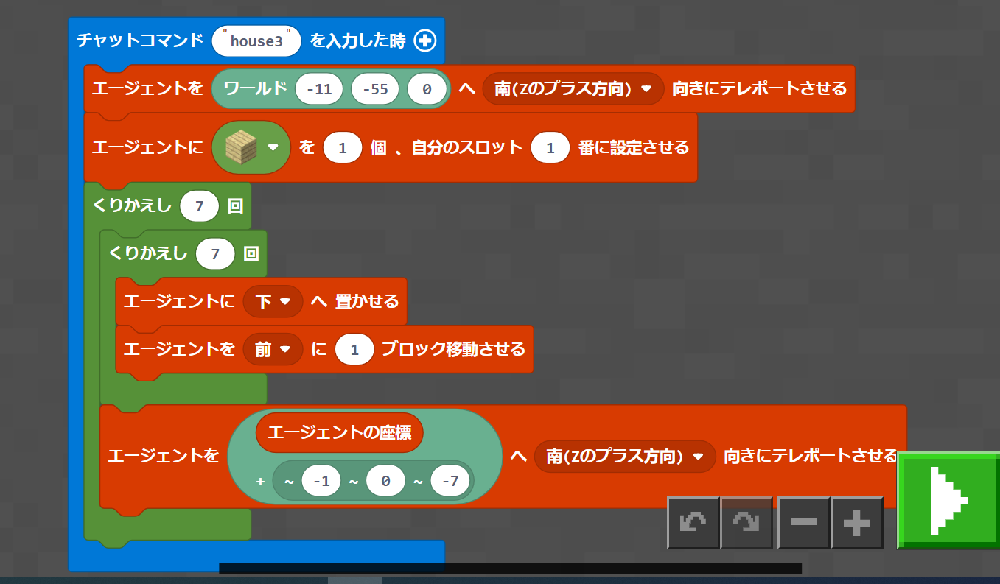 チャットコマンド "house3" を入力した時
エージェントを ワールド -11 -55 0 へ 南(Zのプラス方向) 向きにテレポートさせる
エージェントに を 1 個 、自分のスロット 1 番に設定させる
くりかえし 7 回
くりかえし 7 回
エージェントに 下 へ 置かせる
エージェントを 前 に 1 ブロック移動させる
エージェントを エージェントの座標 + ~ -1 ~ 0 ~ -7 へ 南(Zのプラス方向) 向きにテレポートさせる